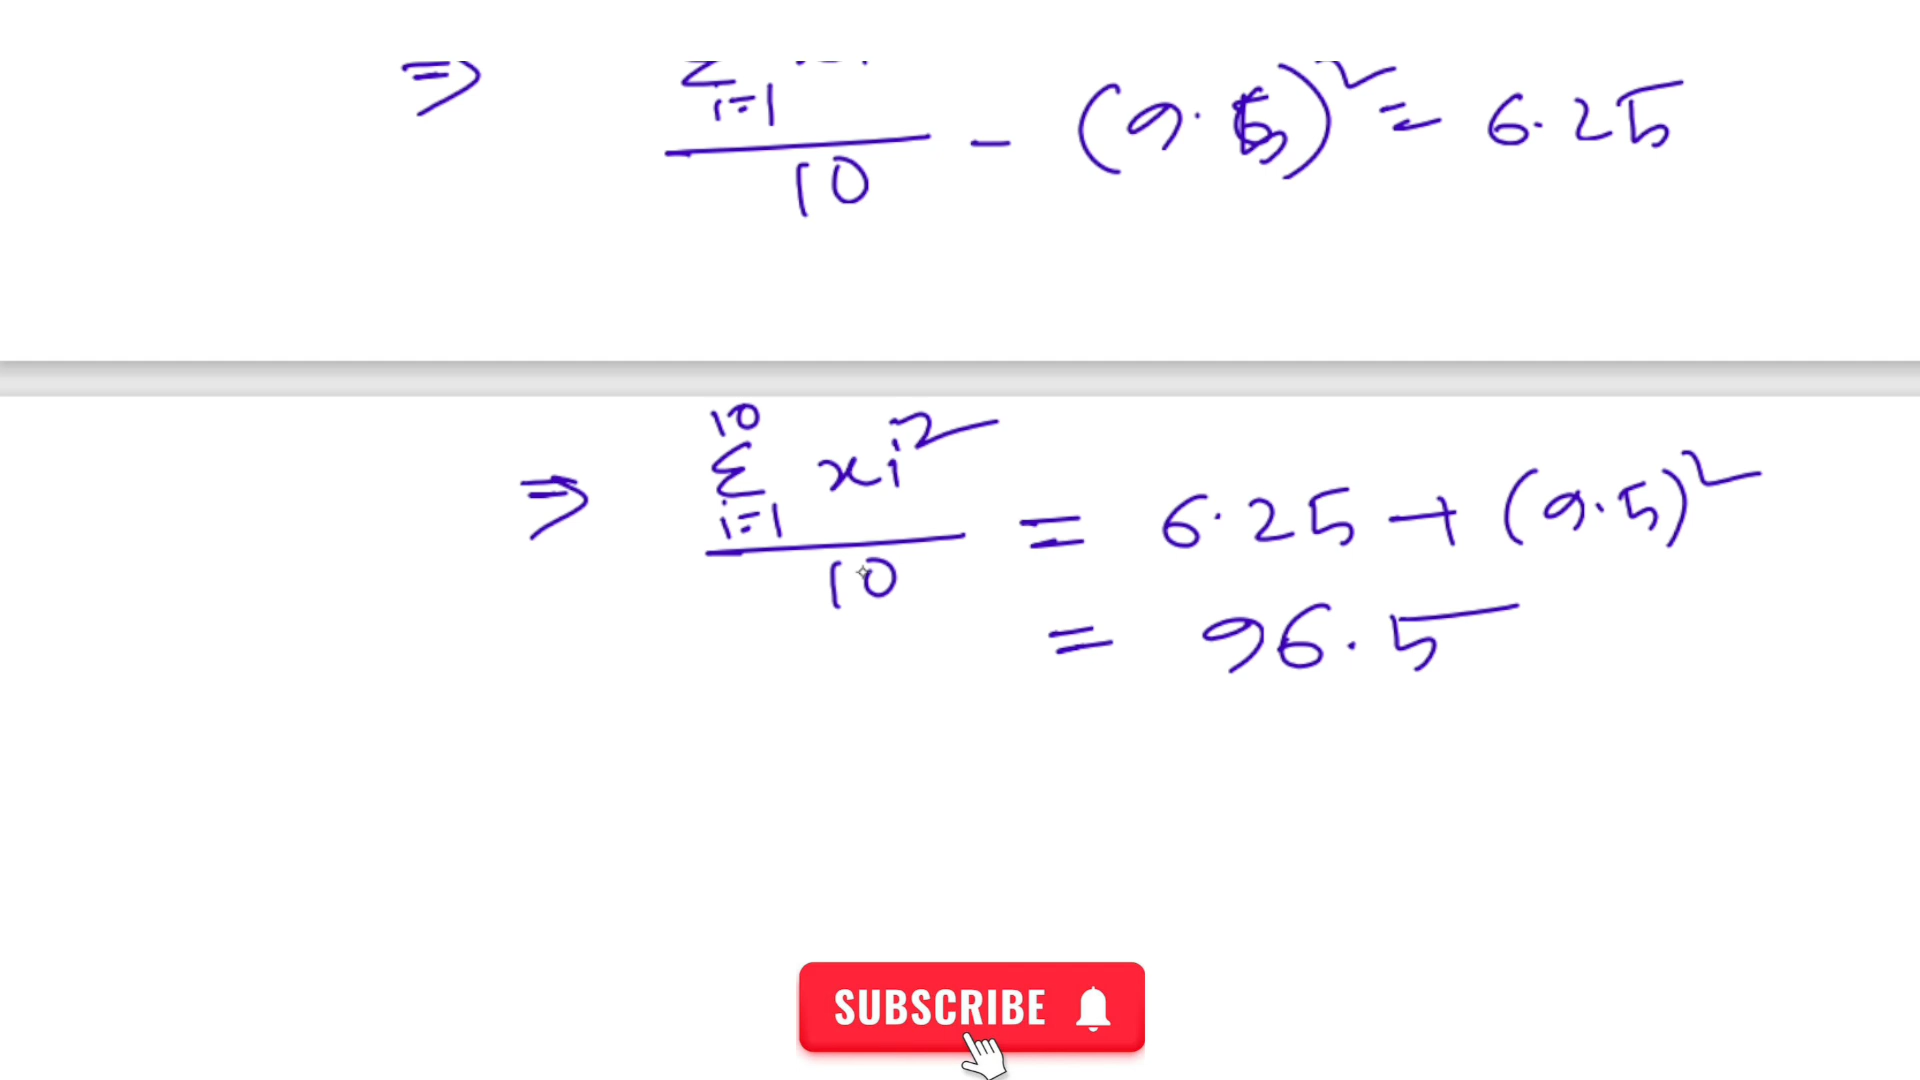 ⇒ Σ i=1 / 10 - (9.5)² = 6.25
⇒ 10 Σ i=1 xi² / 10 = 6.25 + (9.5)²
= 96.5
SUBSCRIBE